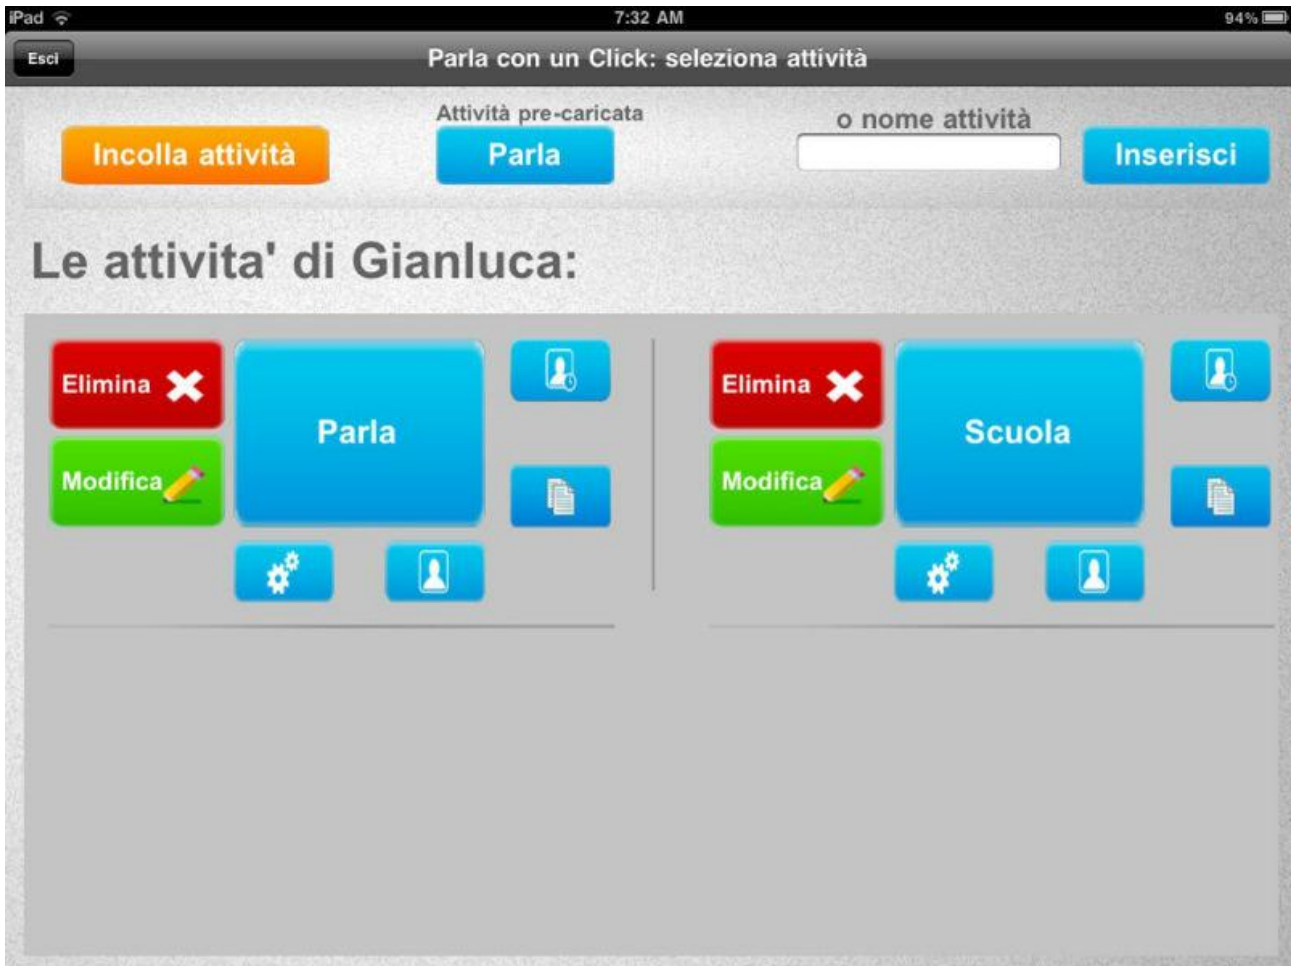 iPad 7:32 AM 94%
Esci Parla con un Click: seleziona attività
Attività pre-caricata o nome attività
Incolla attività Parla Inserisci
Le attivita' di Gianluca:
Elimina
Parla
Modifica
Elimina
Scuola
Modifica